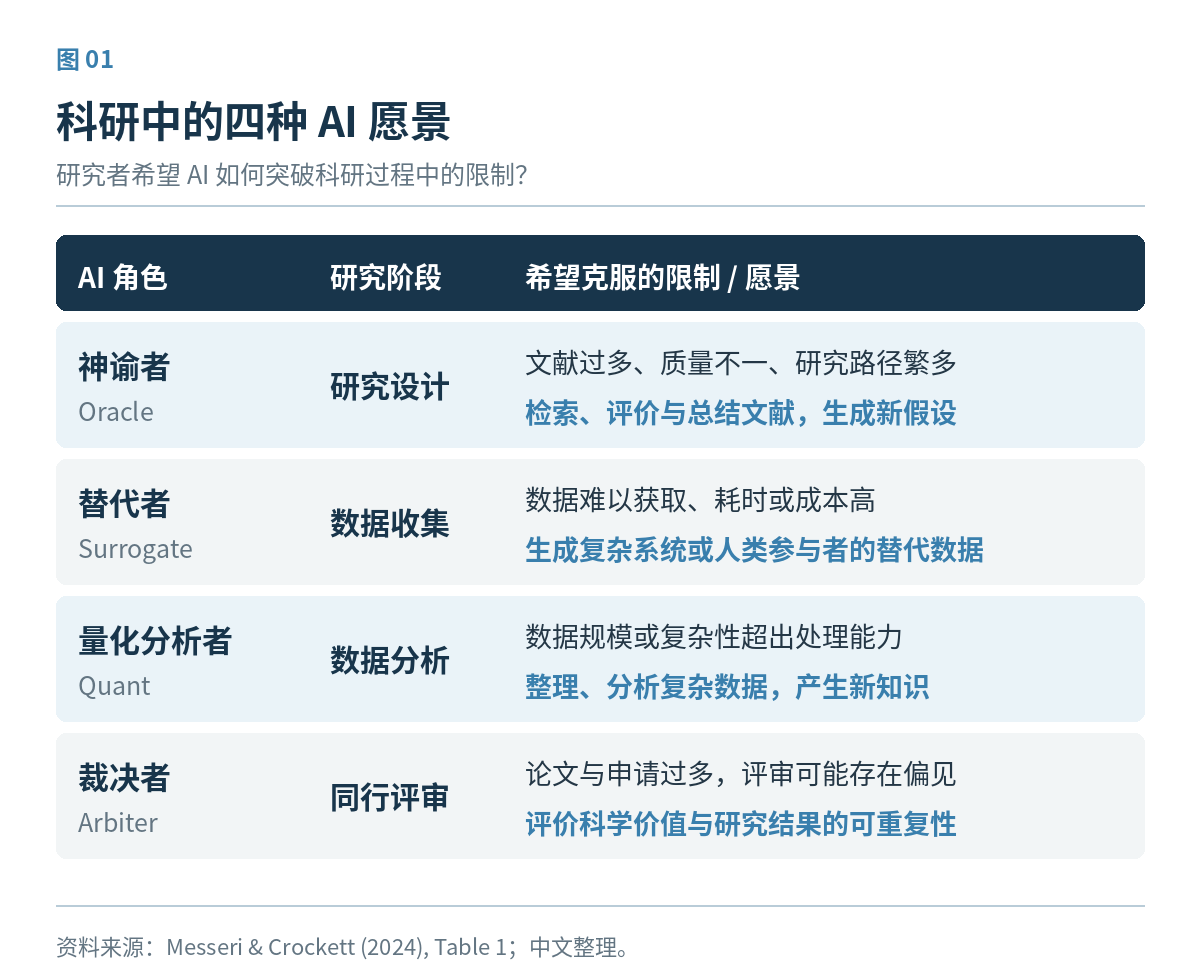 图 01
科研中的四种 AI 愿景
研究者希望 AI 如何突破科研过程中的限制？
AI 角色 研究阶段 希望克服的限制 / 愿景
神谕者
Oracle
研究设计
文献过多、质量不一、研究路径繁多
检索、评价与总结文献，生成新假设
替代者
Surrogate
数据收集
数据难以获取、耗时或成本高
生成复杂系统或人类参与者的替代数据
量化分析者
Quant
数据分析
数据规模或复杂性超出处理能力
整理、分析复杂数据，产生新知识
裁决者
Arbiter
同行评审
论文与申请过多，评审可能存在偏见
评价科学价值与研究结果的可重复性
资料来源：Messeri & Crockett (2024), Table 1；中文整理。